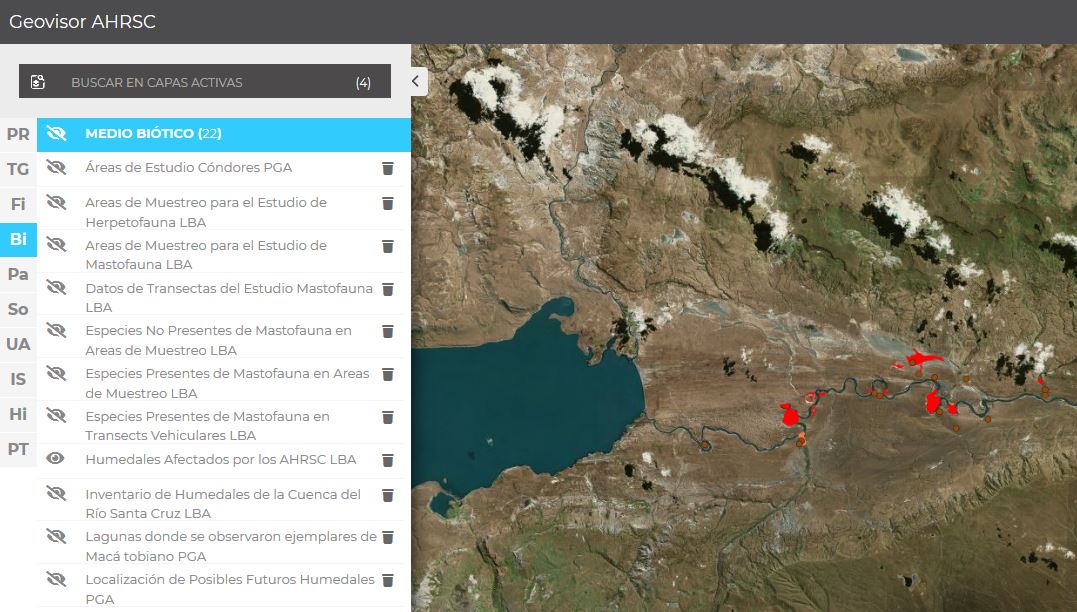 Geovisor AHRSC
BUSCAR EN CAPAS ACTIVAS (4)
PR
MEDIO BIÓTICO (22)
TG
Áreas de Estudio Cóndores PGA
Fi
Areas de Muestreo para el Estudio de
Herpetofauna LBA
Bi
Areas de Muestreo para el Estudio de
Mastofauna LBA
Pa
Datos de Transectas del Estudio Mastofauna
LBA
So
Especies No Presentes de Mastofauna en
Areas de Muestreo LBA
UA
Especies Presentes de Mastofauna en Areas
de Muestreo LBA
IS
Hi
Especies Presentes de Mastofauna en
Transects Vehiculares LBA
PT
Humedales Afectados por los AHRSC LBA
Inventario de Humedales de la Cuenca del
Río Santa Cruz LBA
Lagunas donde se observaron ejemplares de
Macá tobiano PGA
Localización de Posibles Futuros Humedales
PGA